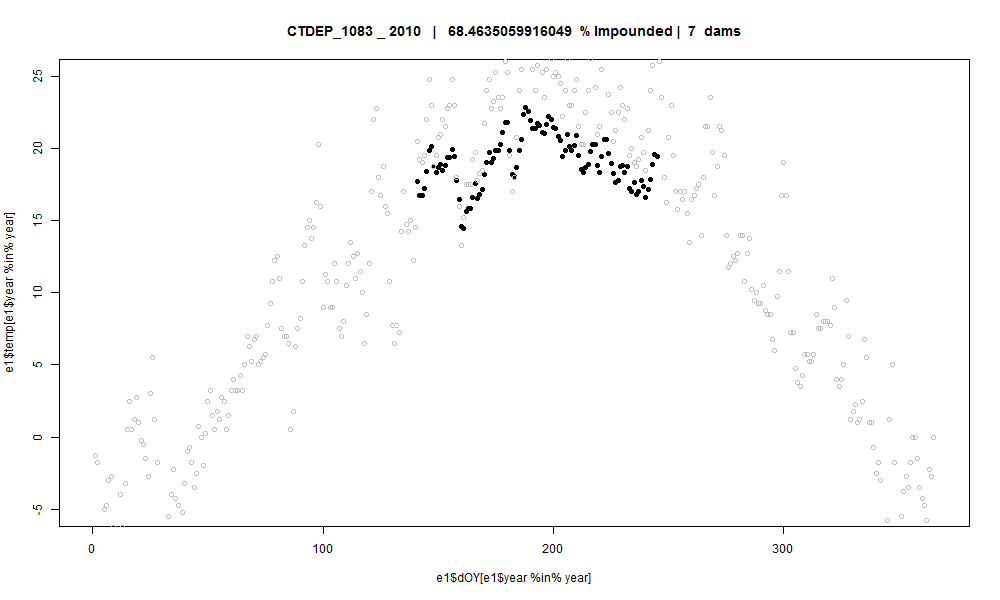 CTDEP_1083 _ 2010 | 68.4635059916049 % Impounded | 7 dams
25
20
15
10
5
0
-5
e1$temp[e1$year %in% year]
0 100 200 300
e1$dOY[e1$year %in% year]